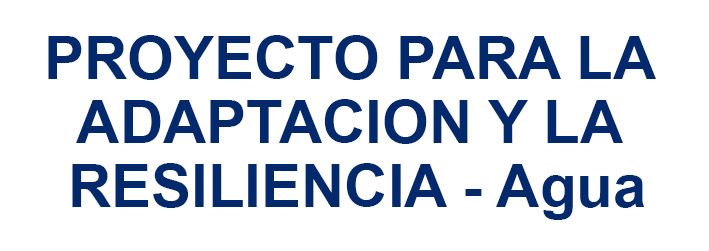 PROYECTO PARA LA
ADAPTACION Y LA
RESILIENCIA - Agua